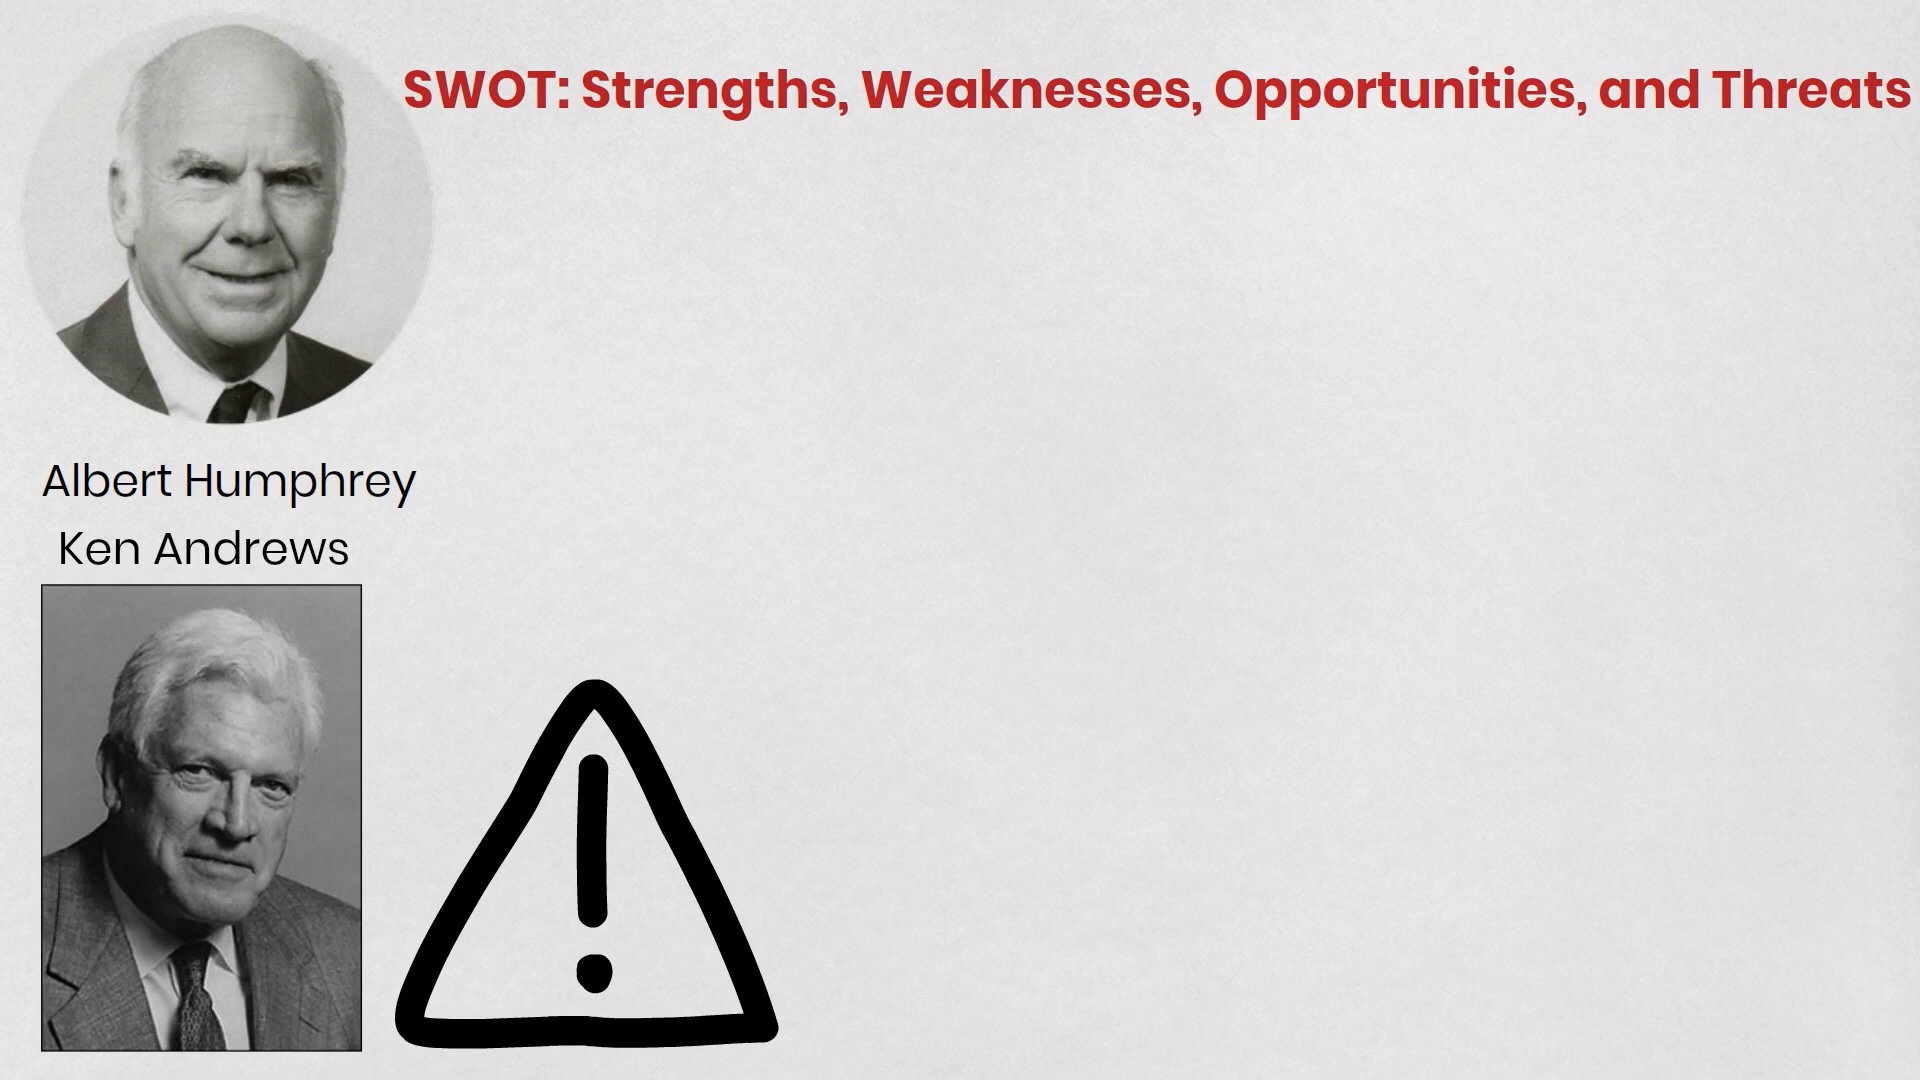 SWOT: Strengths, Weaknesses, Opportunities, and Threats
Albert Humphrey
Ken Andrews